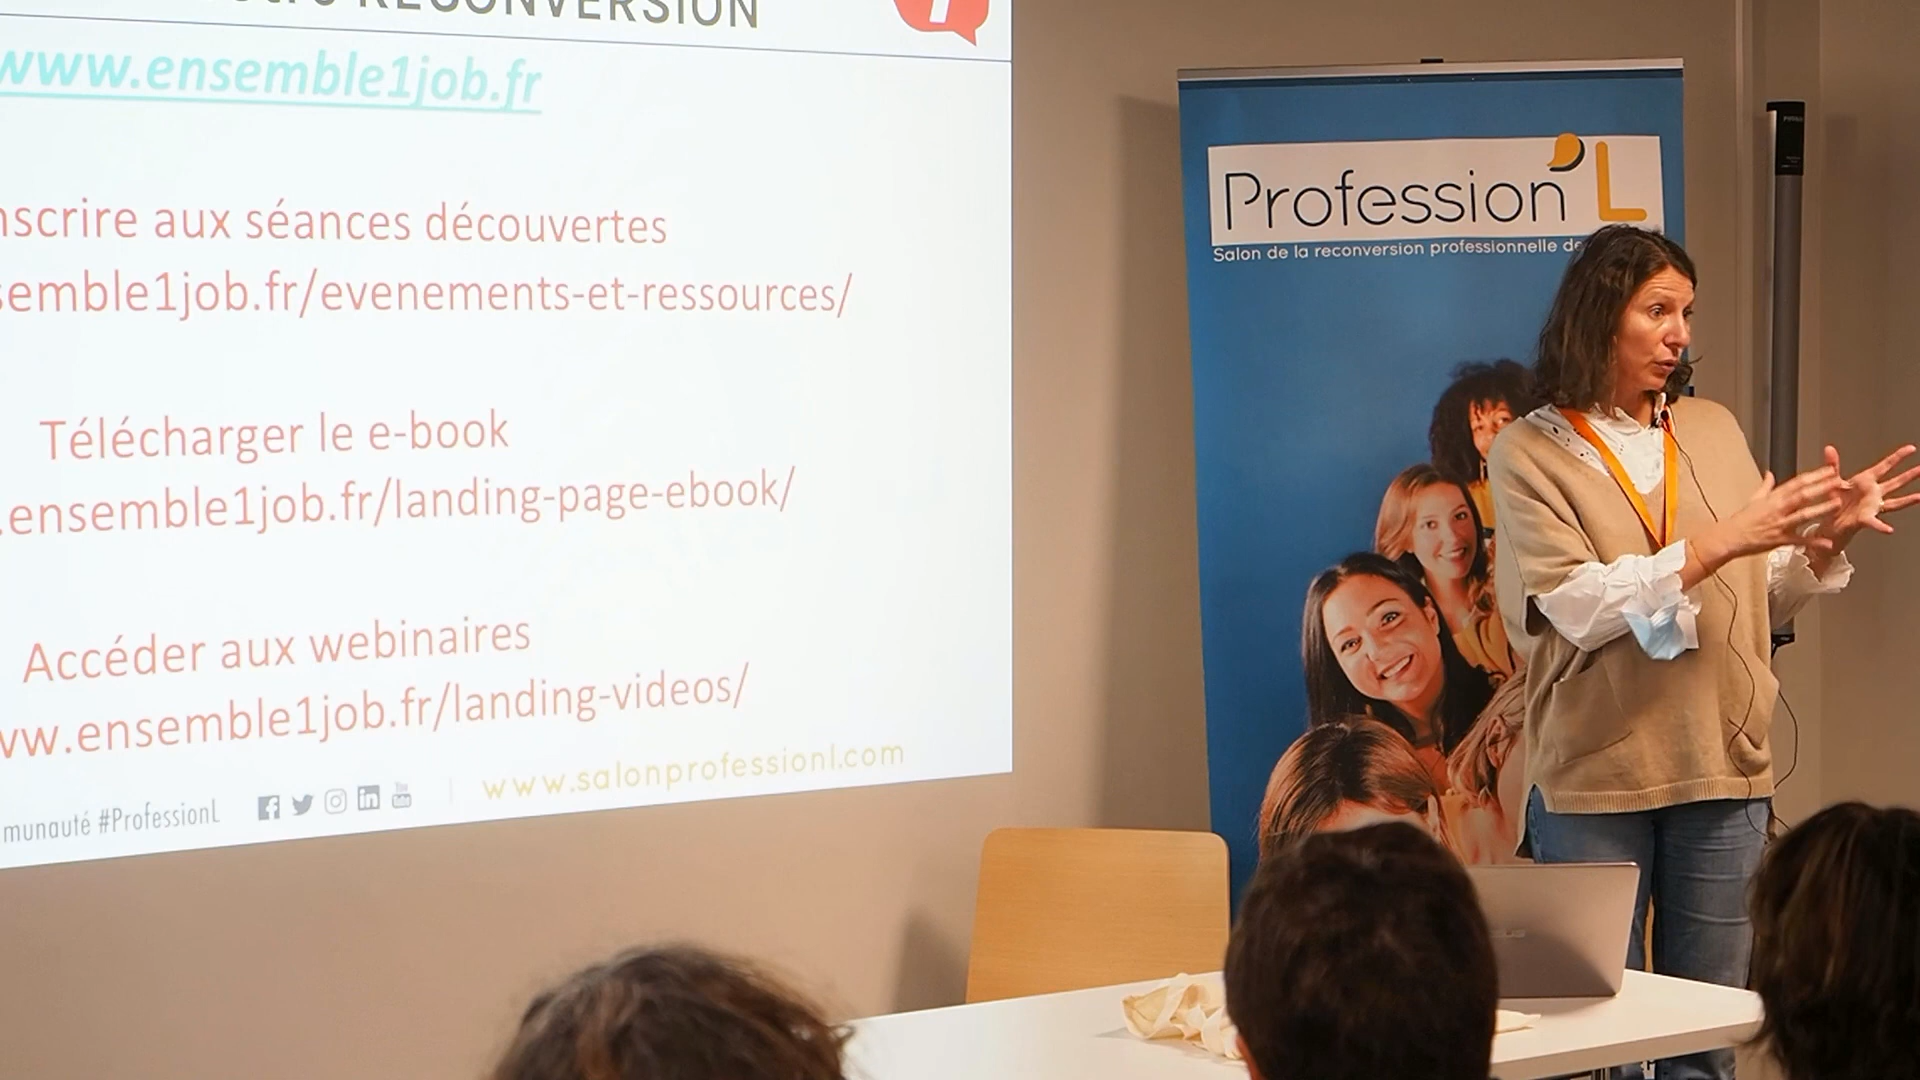 RECONVERSION
www.ensemble1job.fr
nscrire aux séances découvertes
semble1job.fr/evenements-et-ressources/
Télécharger le e-book
.ensemble1job.fr/landing-page-ebook/
Accéder aux webinaires
ww.ensemble1job.fr/landing-videos/
munauté #ProfessionL
www.salonprofessionl.com
Profession'L
Salon de la reconversion professionnelle de